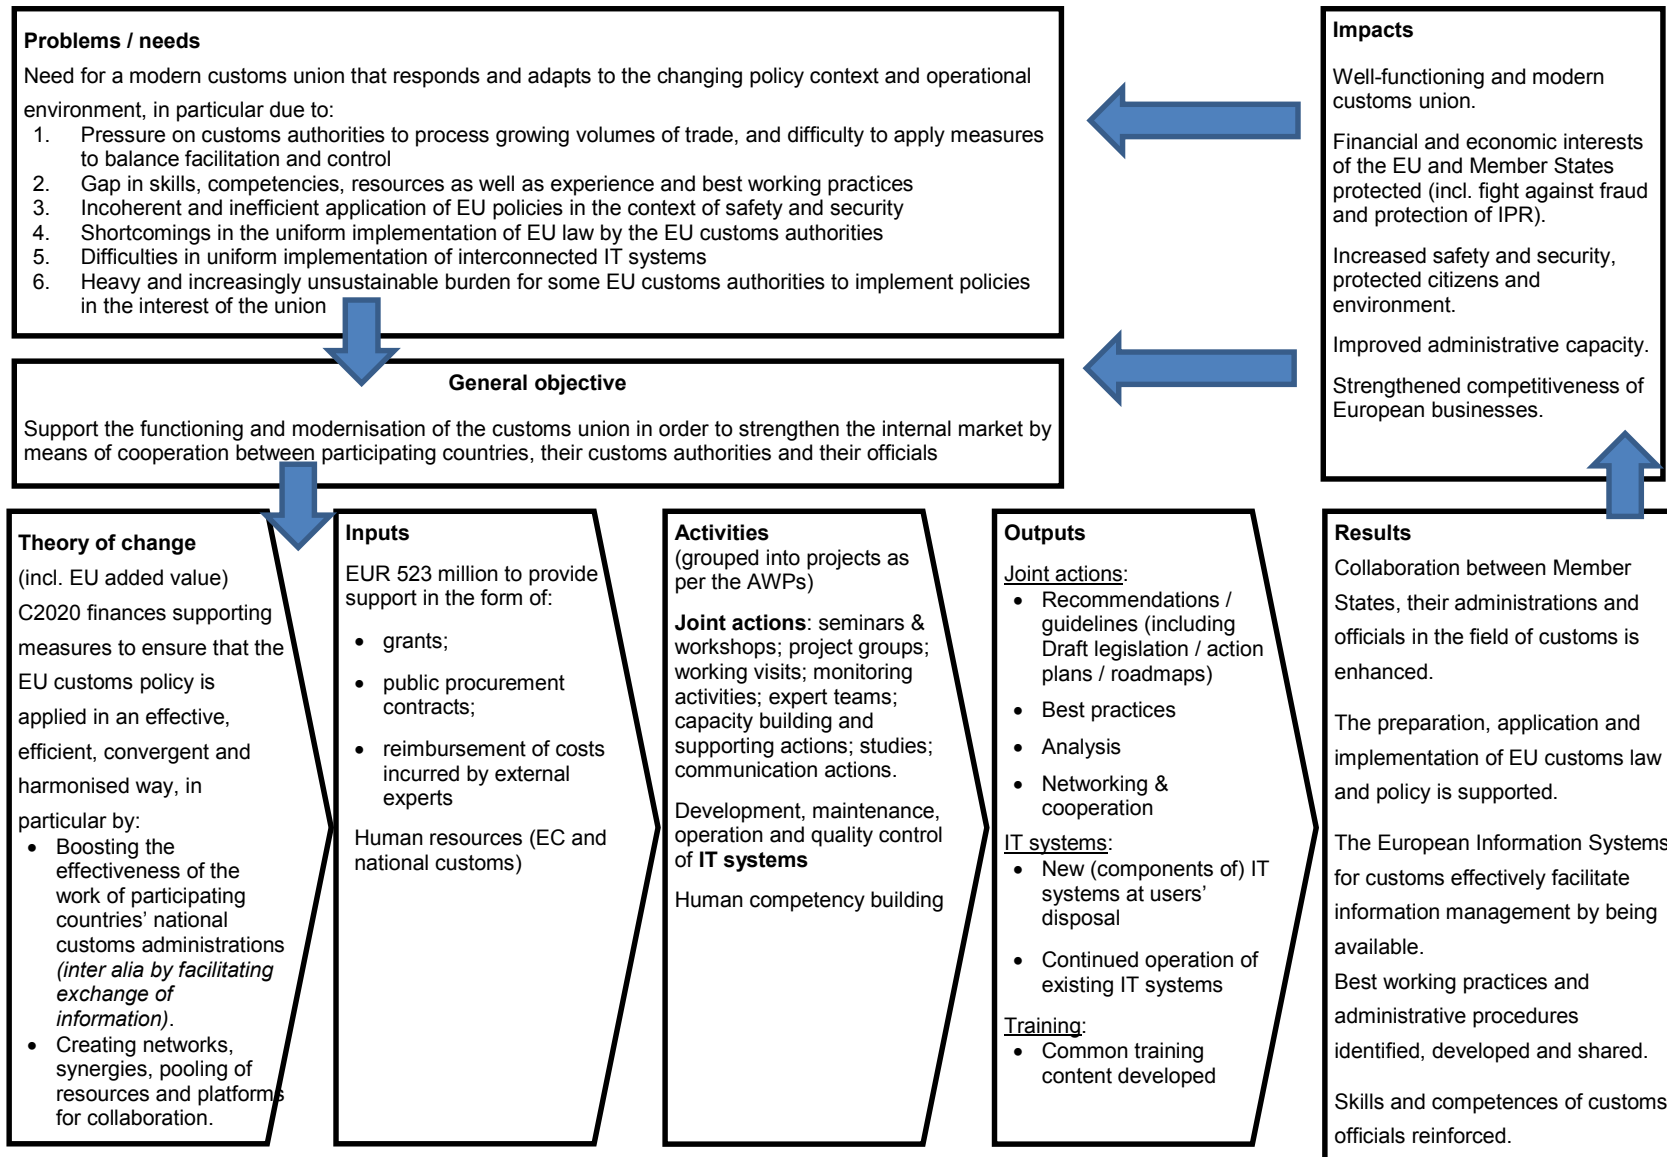 Problems / needs
Need for a modern customs union that responds and adapts to the changing policy context and operational
environment, in particular due to:
1. Pressure on customs authorities to process growing volumes of trade, and difficulty to apply measures
to balance facilitation and control
2. Gap in skills, competencies, resources as well as experience and best working practices
3. Incoherent and inefficient application of EU policies in the context of safety and security
4. Shortcomings in the uniform implementation of EU law by the EU customs authorities
5. Difficulties in uniform implementation of interconnected IT systems
6. Heavy and increasingly unsustainable burden for some EU customs authorities to implement policies
in the interest of the union
General objective
Support the functioning and modernisation of the customs union in order to strengthen the internal market by
means of cooperation between participating countries, their customs authorities and their officials
Theory of change
(incl. EU added value)
C2020 finances supporting
measures to ensure that the
EU customs policy is
applied in an effective,
efficient, convergent and
harmonised way, in
particular by:
• Boosting the
effectiveness of the
work of participating
countries' national
customs administrations
(inter alia by facilitating
exchange of
information).
• Creating networks,
synergies, pooling of
resources and platforms
for collaboration.
Inputs
EUR 523 million to provide
support in the form of:
• grants;
• public procurement
contracts;
• reimbursement of costs
incurred by external
experts
Human resources (EC and
national customs)
Activities
(grouped into projects as
per the AWPs)
Joint actions: seminars &
workshops; project groups;
working visits; monitoring
activities; expert teams;
capacity building and
supporting actions; studies;
communication actions.
Development, maintenance,
operation and quality control
of IT systems
Human competency building
Outputs
Joint actions:
• Recommendations /
guidelines (including
Draft legislation / action
plans / roadmaps)
• Best practices
• Analysis
• Networking &
cooperation
IT systems:
• New (components of) IT
systems at users'
disposal
• Continued operation of
existing IT systems
Training:
• Common training
content developed
Results
Collaboration between Member
States, their administrations and
officials in the field of customs is
enhanced.
The preparation, application and
implementation of EU customs law
and policy is supported.
The European Information Systems
for customs effectively facilitate
information management by being
available.
Best working practices and
administrative procedures
identified, developed and shared.
Skills and competences of customs
officials reinforced.
Impacts
Well-functioning and modern
customs union.
Financial and economic interests
of the EU and Member States
protected (incl. fight against fraud
and protection of IPR).
Increased safety and security,
protected citizens and
environment.
Improved administrative capacity.
Strengthened competitiveness of
European businesses.